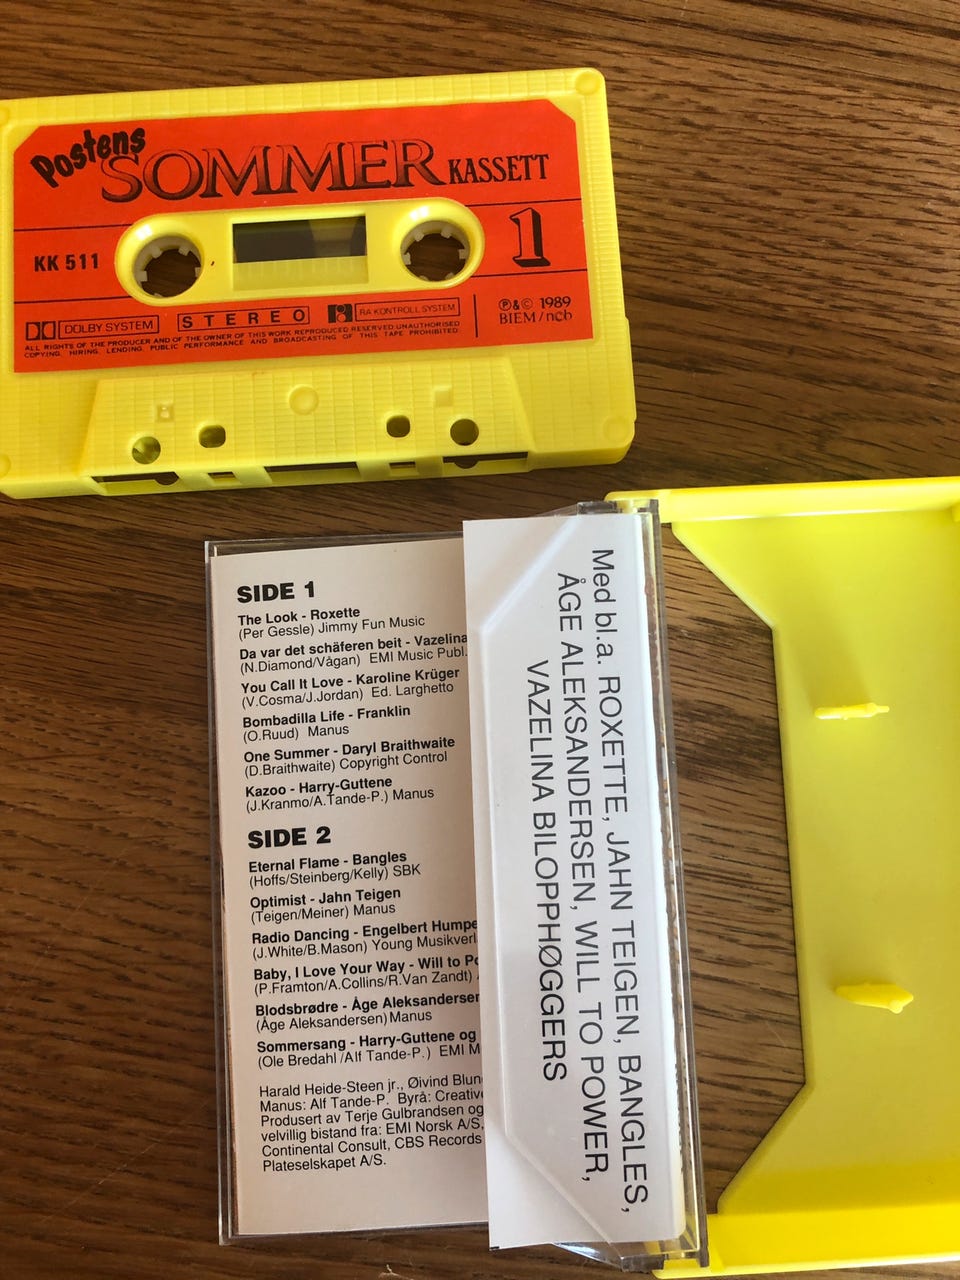 Postens
SOMMER KASSETT
KK 511
1
DOLBY SYSTEM STEREO RA KONTROLL SYSTEM
℗&© 1989
BIEM/ncb
ALL RIGHTS OF THE PRODUCER AND OF THE OWNER OF THIS WORK REPRODUCED RESERVED UNAUTHORISED
COPYING, HIRING, LENDING, PUBLIC PERFORMANCE AND BROADCASTING OF THIS TAPE PROHIBITED
SIDE 1
The Look - Roxette
(Per Gessle) Jimmy Fun Music
Da var det schäferen beit - Vazelina
(N.Diamond/Vågan) EMI Music Publ.
You Call It Love - Karoline Krüger
(V.Cosma/J.Jordan) Ed. Larghetto
Bombadilla Life - Franklin
(O.Ruud) Manus
One Summer - Daryl Braithwaite
(D.Braithwaite) Copyright Control
Kazoo - Harry-Guttene
(J.Kranmo/A.Tande-P.) Manus
SIDE 2
Eternal Flame - Bangles
(Hoffs/Steinberg/Kelly) SBK
Optimist - Jahn Teigen
(Teigen/Meiner) Manus
Radio Dancing - Engelbert Humpe
(J.White/B.Mason) Young Musikverl
Baby, I Love Your Way - Will to Po
(P.Framton/A.Collins/R.Van Zandt)
Blodsbrødre - Åge Aleksandersen
(Åge Aleksandersen) Manus
Sommersang - Harry-Guttene og
(Ole Bredahl /Alf Tande-P.) EMI M
Harald Heide-Steen jr., Øivind Blun
Manus: Alf Tande-P. Byrå: Creative
Produsert av Terje Gulbrandsen og
velvillig bistand fra: EMI Norsk A/S,
Continental Consult, CBS Records
Plateselskapet A/S.
Med bl.a. ROXETTE, JAHN TEIGEN, BANGLES,
ÅGE ALEKSANDERSEN, WILL TO POWER,
VAZELINA BILOPPHØGGERS